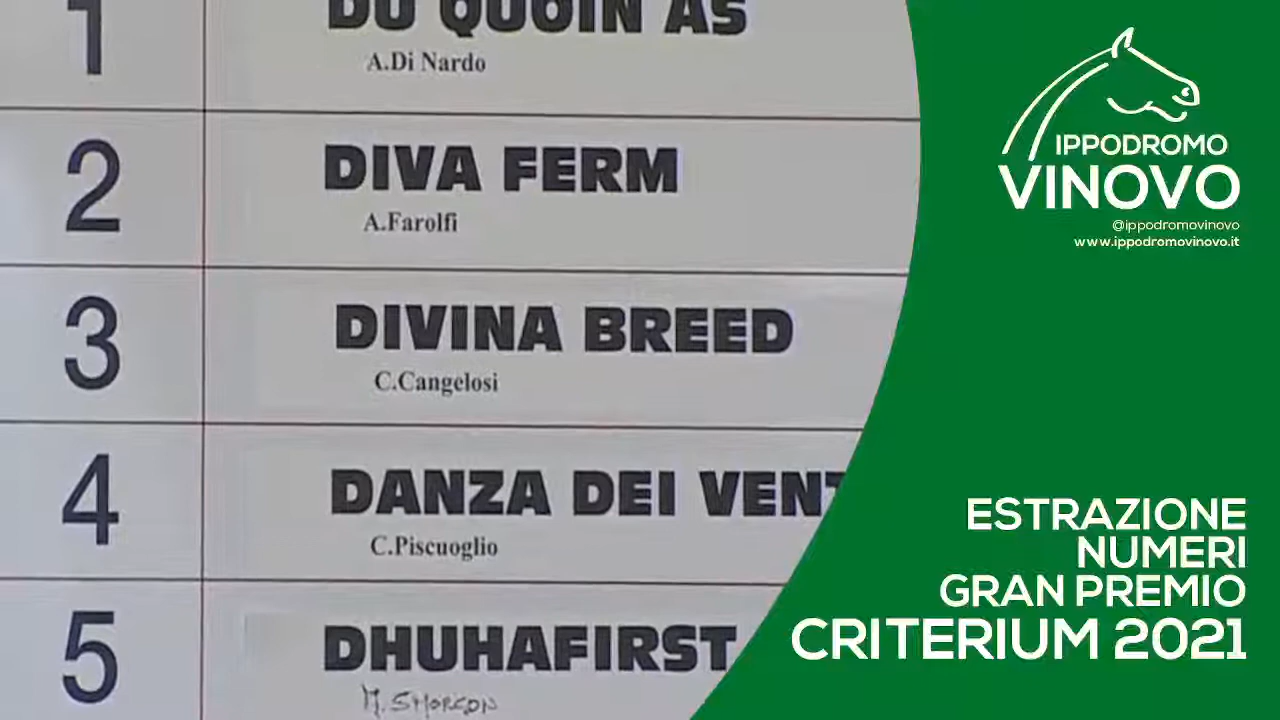 1
DU QUOIN AS
A.Di Nardo
2
DIVA FERM
A.Farolfi
3
DIVINA BREED
C.Cangelosi
4
DANZA DEI
C.Piscuoglio
5
DHUHAFIRST
IPPODROMO
VINOVO
@ippodromovinovo
www.ippodromovinovo.it
ESTRAZIONE
NUMERI
GRAN PREMIO
CRITERIUM 2021